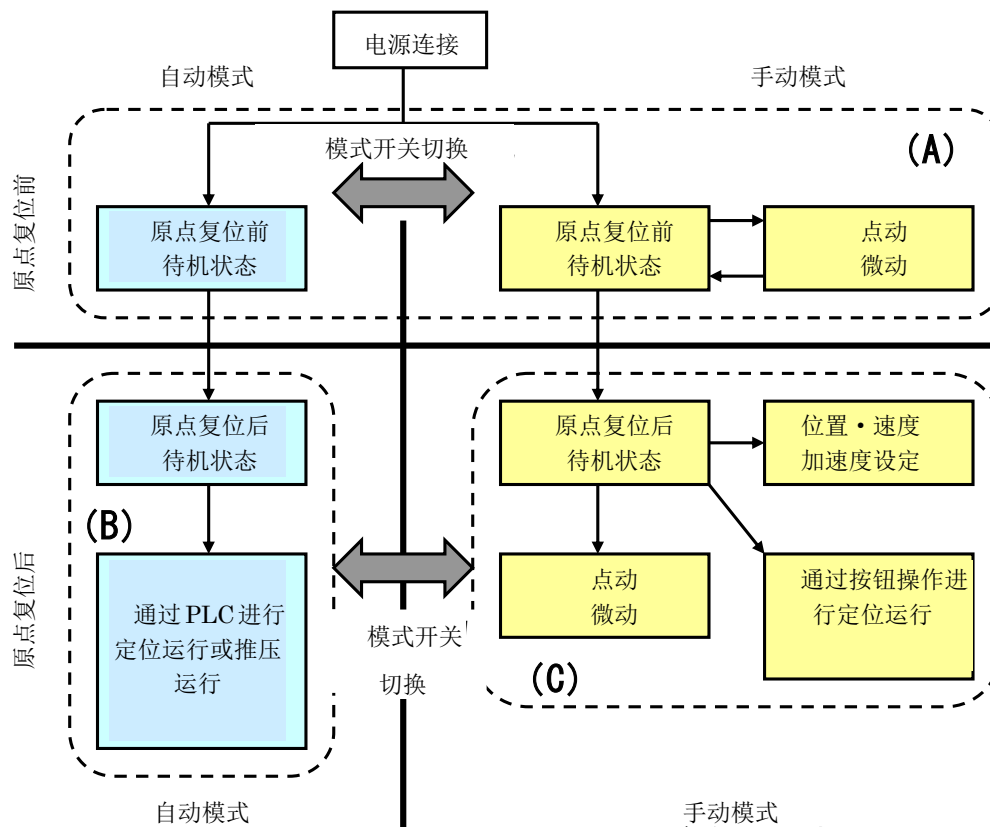 电源连接
自动模式
手动模式
模式开关切换
(A)
原点复位前
原点复位前
待机状态
原点复位前
待机状态
点动
微动
原点复位后
待机状态
原点复位后
待机状态
位置・速度
加速度设定
(B)
原点复位后
通过PLC进行
定位运行或推压
运行
模式开关
切换
点动
微动
通过按钮操作进
行定位运行
(C)
自动模式
手动模式